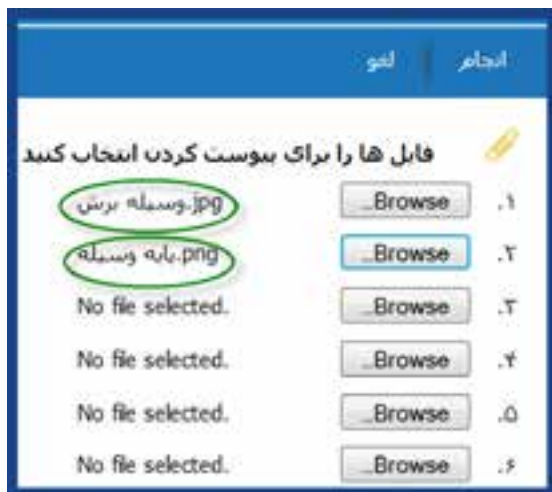 انجام لغو
فایل ها را برای پیوست کردن انتخاب کنید
۱. Browse... وسیله برش.jpg
۲. Browse... پایه وسیله.png
۳. Browse... No file selected.
۴. Browse... No file selected.
۵. Browse... No file selected.
۶. Browse... No file selected.